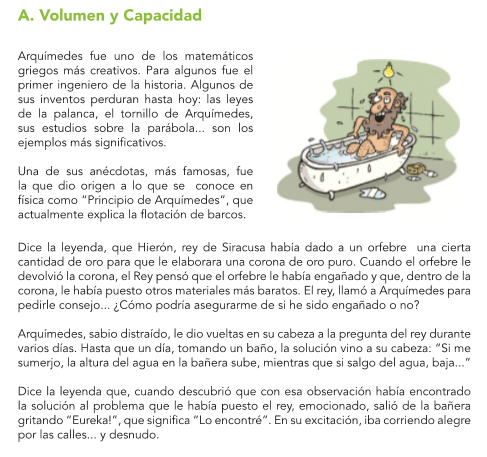 A. Volumen y Capacidad
Arquímedes fue uno de los matemáticos
griegos más creativos. Para algunos fue el
primer ingeniero de la historia. Algunos de
sus inventos perduran hasta hoy: las leyes
de la palanca, el tornillo de Arquímedes,
sus estudios sobre la parábola... son los
ejemplos más significativos.
Una de sus anécdotas, más famosas, fue
la que dio origen a lo que se conoce en
física como “Principio de Arquímedes”, que
actualmente explica la flotación de barcos.
Dice la leyenda, que Hierón, rey de Siracusa había dado a un orfebre una cierta
cantidad de oro para que le elaborara una corona de oro puro. Cuando el orfebre le
devolvió la corona, el Rey pensó que el orfebre le había engañado y que, dentro de la
corona, le había puesto otros materiales más baratos. El rey, llamó a Arquímedes para
pedirle consejo... ¿Cómo podría asegurarme de si he sido engañado o no?
Arquímedes, sabio distraído, le dio vueltas en su cabeza a la pregunta del rey durante
varios días. Hasta que un día, tomando un baño, la solución vino a su cabeza: “Si me
sumerjo, la altura del agua en la bañera sube, mientras que si salgo del agua, baja...”
Dice la leyenda que, cuando descubrió que con esa observación había encontrado
la solución al problema que le había puesto el rey, emocionado, salió de la bañera
gritando “Eureka!”, que significa “Lo encontré”. En su excitación, iba corriendo alegre
por las calles... y desnudo.